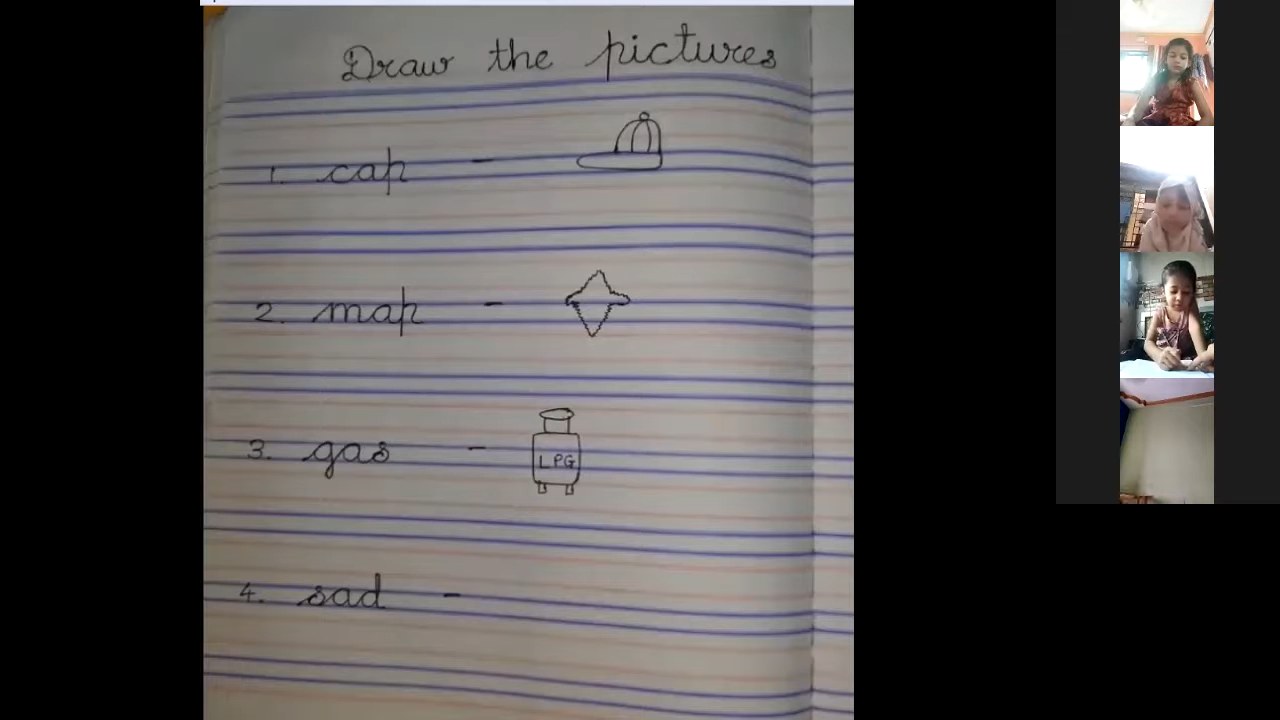 Draw the pictures
1. cap -
2. map -
3. gas - LPG
4. sad -